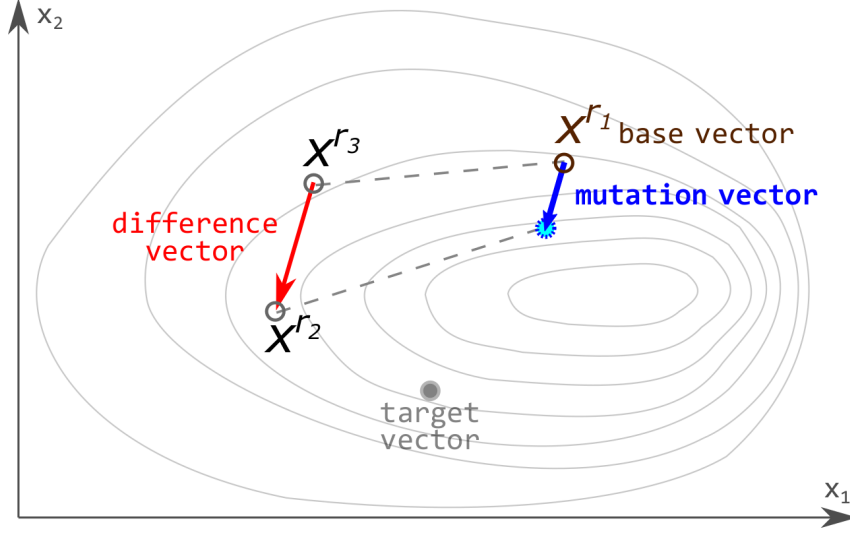 x₂
X^r₁ base vector
X^r₃
mutation vector
difference
vector
X^r₂
target
vector
x₁